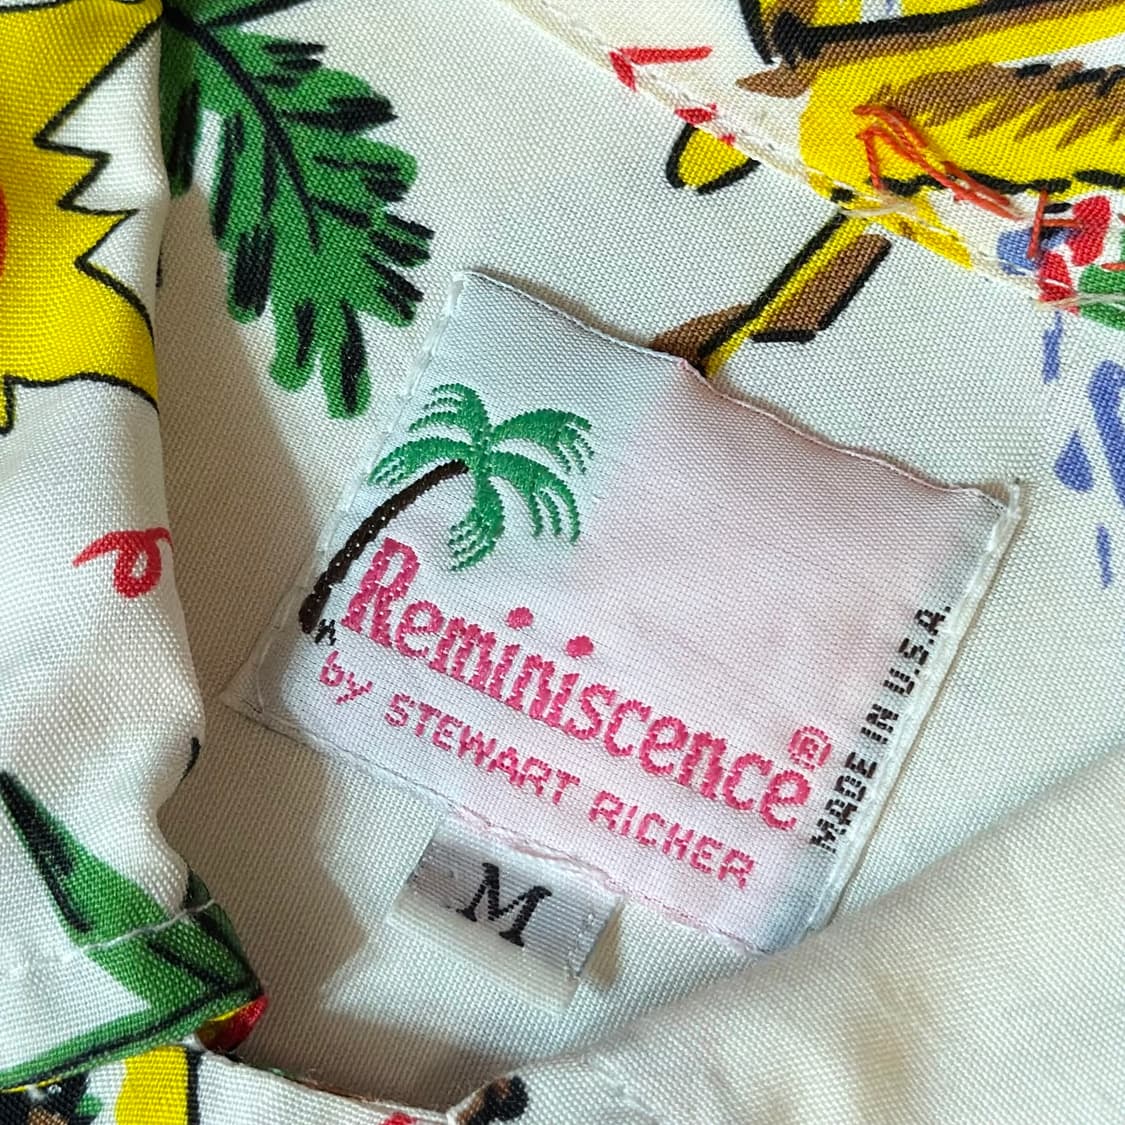 Reminiscence®
by STEWART RICHER
MADE IN U.S.A.
M